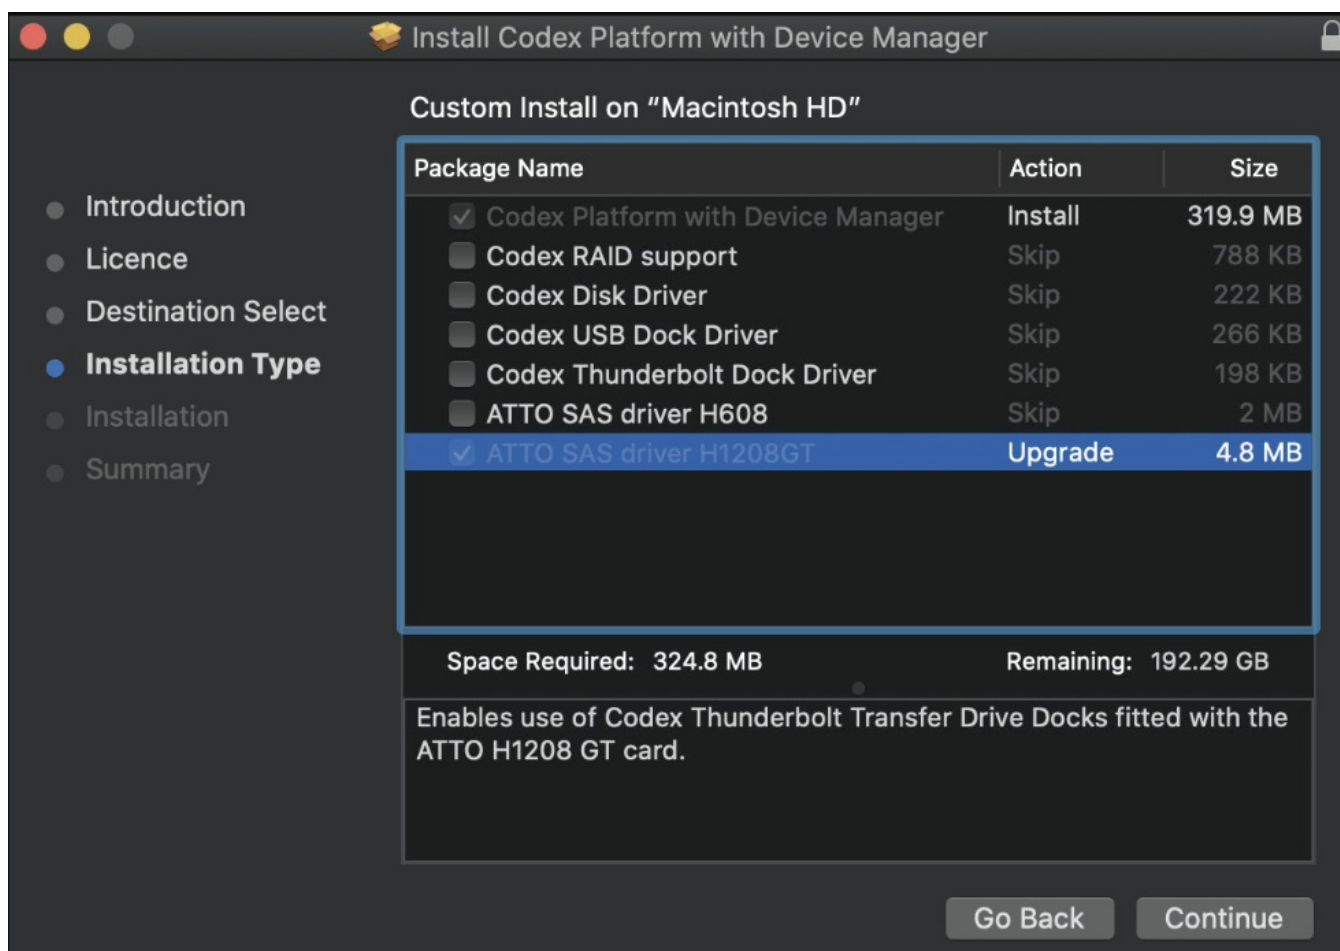 Install Codex Platform with Device Manager
Custom Install on “Macintosh HD”
Introduction
Licence
Destination Select
Installation Type
Installation
Summary
Package Name Action Size
Codex Platform with Device Manager Install 319.9 MB
Codex RAID support Skip 788 KB
Codex Disk Driver Skip 222 KB
Codex USB Dock Driver Skip 266 KB
Codex Thunderbolt Dock Driver Skip 198 KB
ATTO SAS driver H608 Skip 2 MB
ATTO SAS driver H1208GT Upgrade 4.8 MB
Space Required: 324.8 MB Remaining: 192.29 GB
Enables use of Codex Thunderbolt Transfer Drive Docks fitted with the
ATTO H1208 GT card.
Go Back Continue